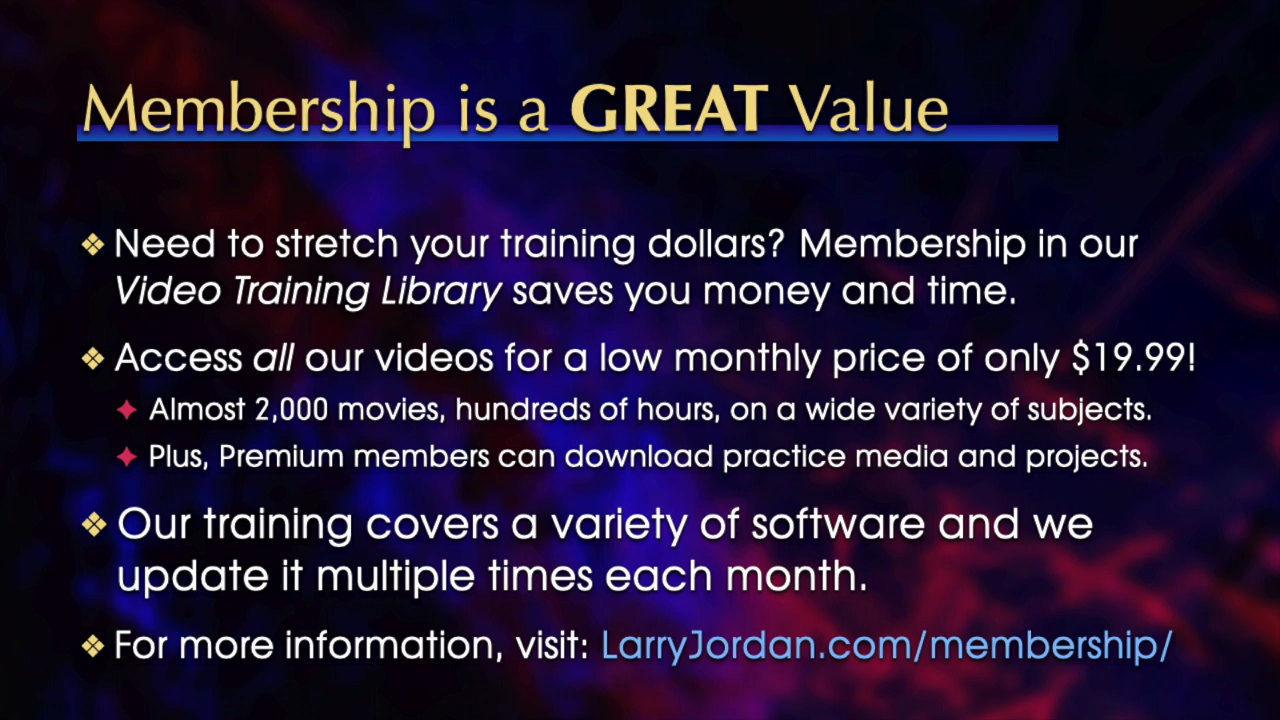 Membership is a GREAT Value
Need to stretch your training dollars? Membership in our
Video Training Library saves you money and time.
Access all our videos for a low monthly price of only $19.99!
Almost 2,000 movies, hundreds of hours, on a wide variety of subjects.
Plus, Premium members can download practice media and projects.
Our training covers a variety of software and we
update it multiple times each month.
For more information, visit: LarryJordan.com/membership/